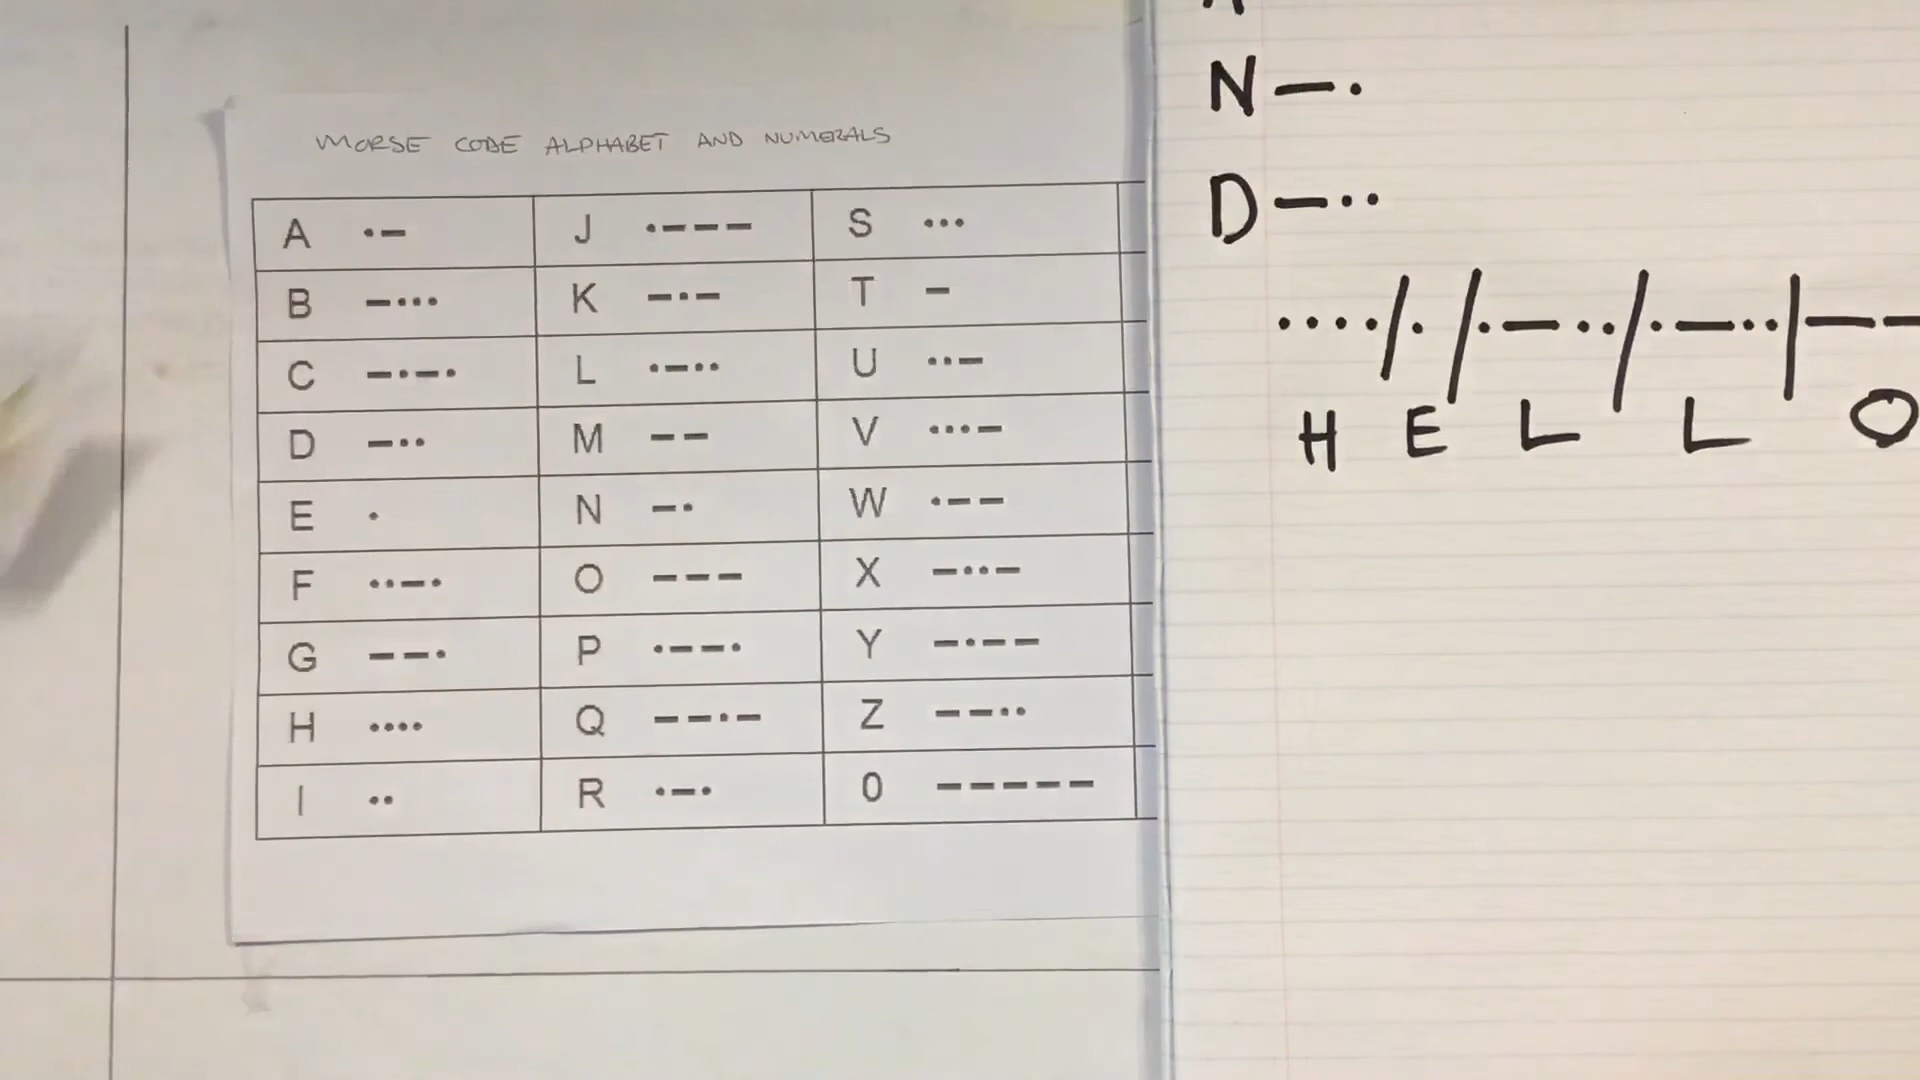 MORSE CODE ALPHABET AND NUMERALS
A •– J •––– S •••
B –••• K –•– T –
C –•–• L •–•• U ••–
D –•• M –– V •••–
E • N –• W •––
F ••–• O ––– X –••–
G ––• P •––• Y –•––
H •••• Q ––•– Z ––••
I •• R •–• 0 –––––
N –•
D –••
••••/•/•–••/•–••|––
H E L L O